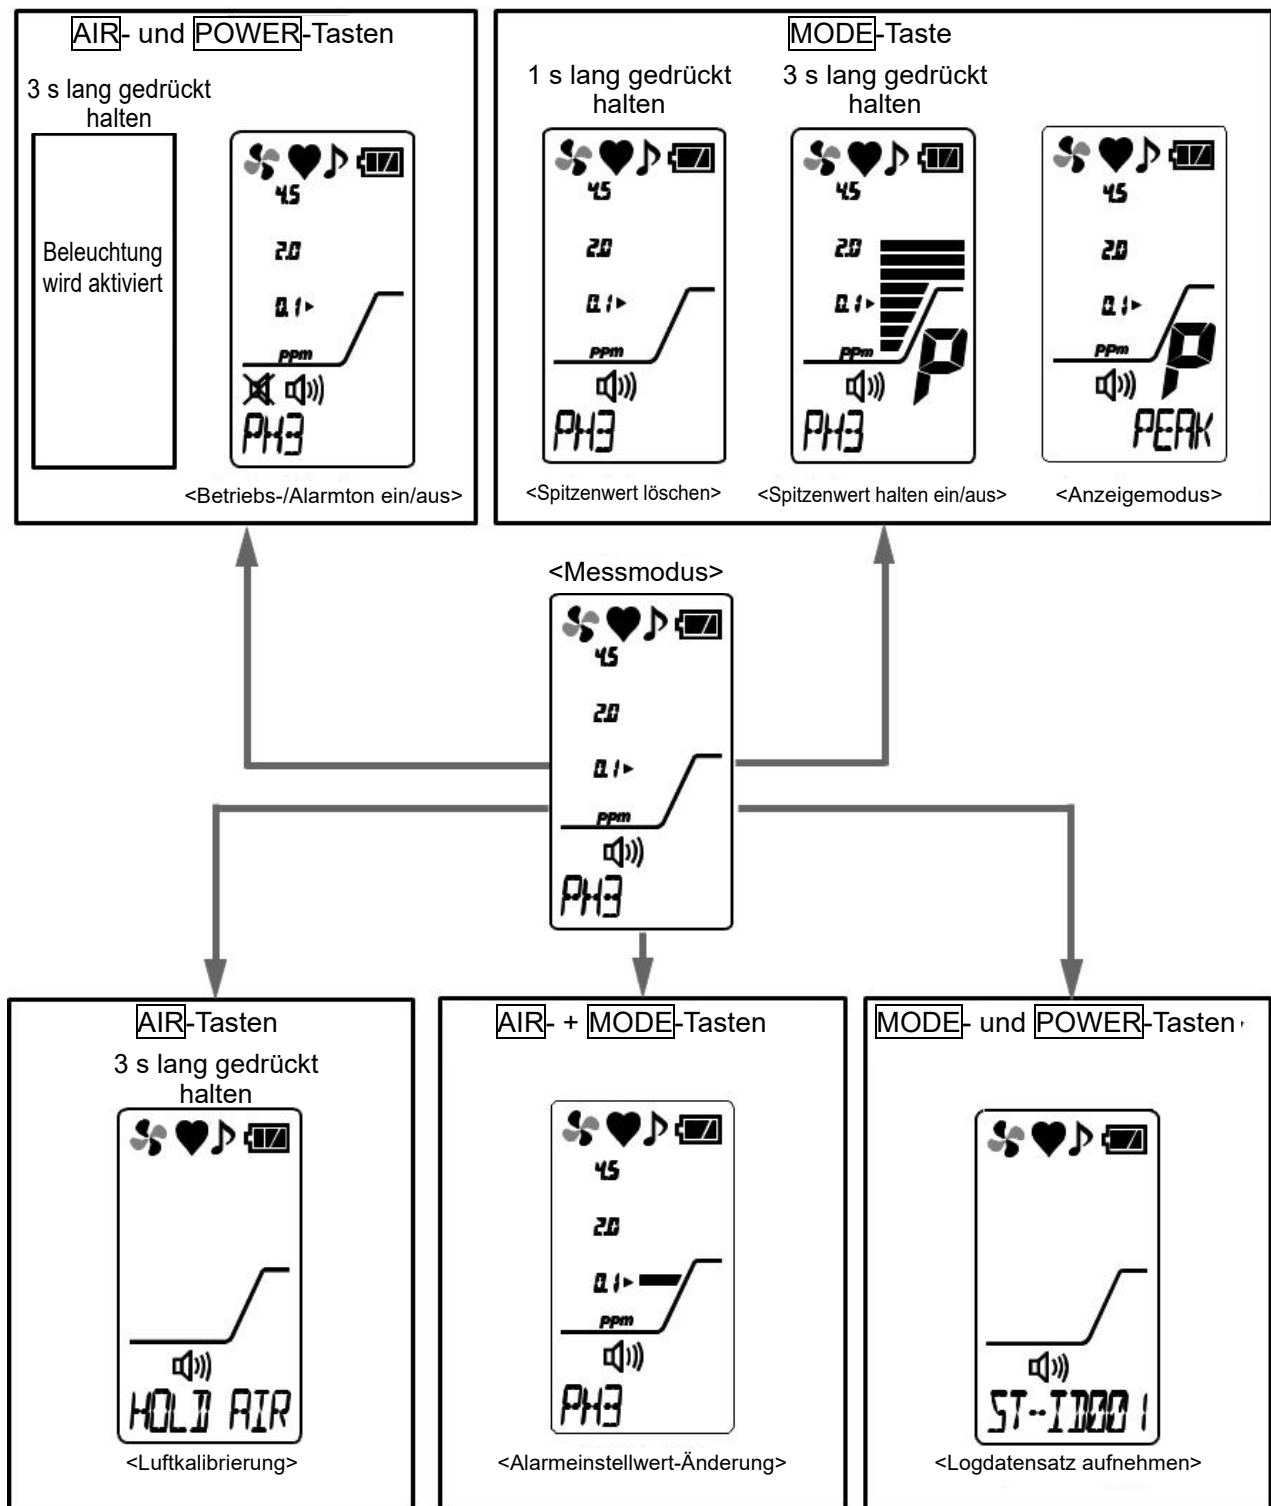 AIR- und POWER-Tasten
3 s lang gedrückt
halten
Beleuchtung
wird aktiviert
4.5
2.0
0.1
ppm
PH3
<Betriebs-/Alarmton ein/aus>
MODE-Taste
1 s lang gedrückt
halten
4.5
2.0
0.1
ppm
PH3
<Spitzenwert löschen>
3 s lang gedrückt
halten
4.5
2.0
0.1
ppm
P
PH3
<Spitzenwert halten ein/aus>
4.5
2.0
0.1
ppm
P
PEAK
<Anzeigemodus>
<Messmodus>
4.5
2.0
0.1
ppm
PH3
AIR-Tasten
3 s lang gedrückt
halten
HOLD AIR
<Luftkalibrierung>
AIR- + MODE-Tasten
4.5
2.0
0.1
ppm
PH3
<Alarmeinstellwert-Änderung>
MODE- und POWER-Tasten
ST-ID001
<Logdatensatz aufnehmen>